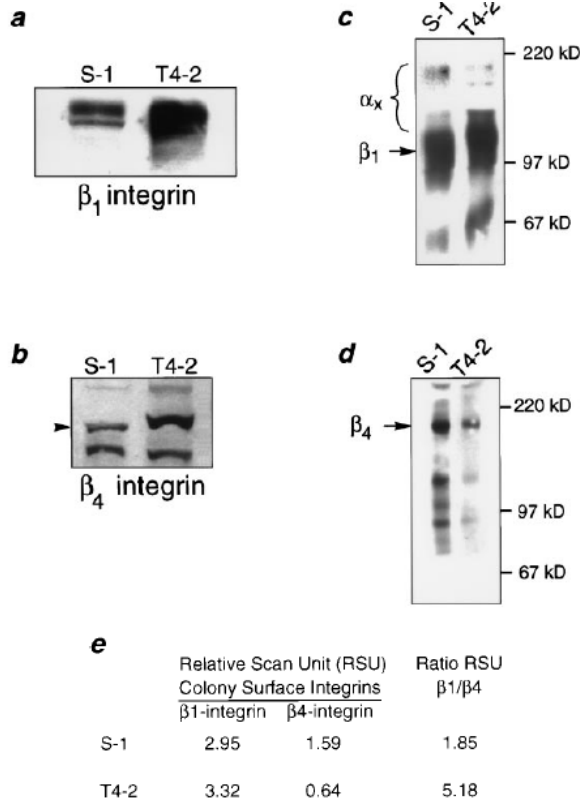 a
S-1 T4-2
β1 integrin
c
S-1 T4-2
220 kD
αx
β1
97 kD
67 kD
b
S-1 T4-2
β4 integrin
d
S-1 T4-2
220 kD
β4
97 kD
67 kD
e
Relative Scan Unit (RSU) Ratio RSU
Colony Surface Integrins β1/β4
β1-integrin β4-integrin
S-1 2.95 1.59 1.85
T4-2 3.32 0.64 5.18